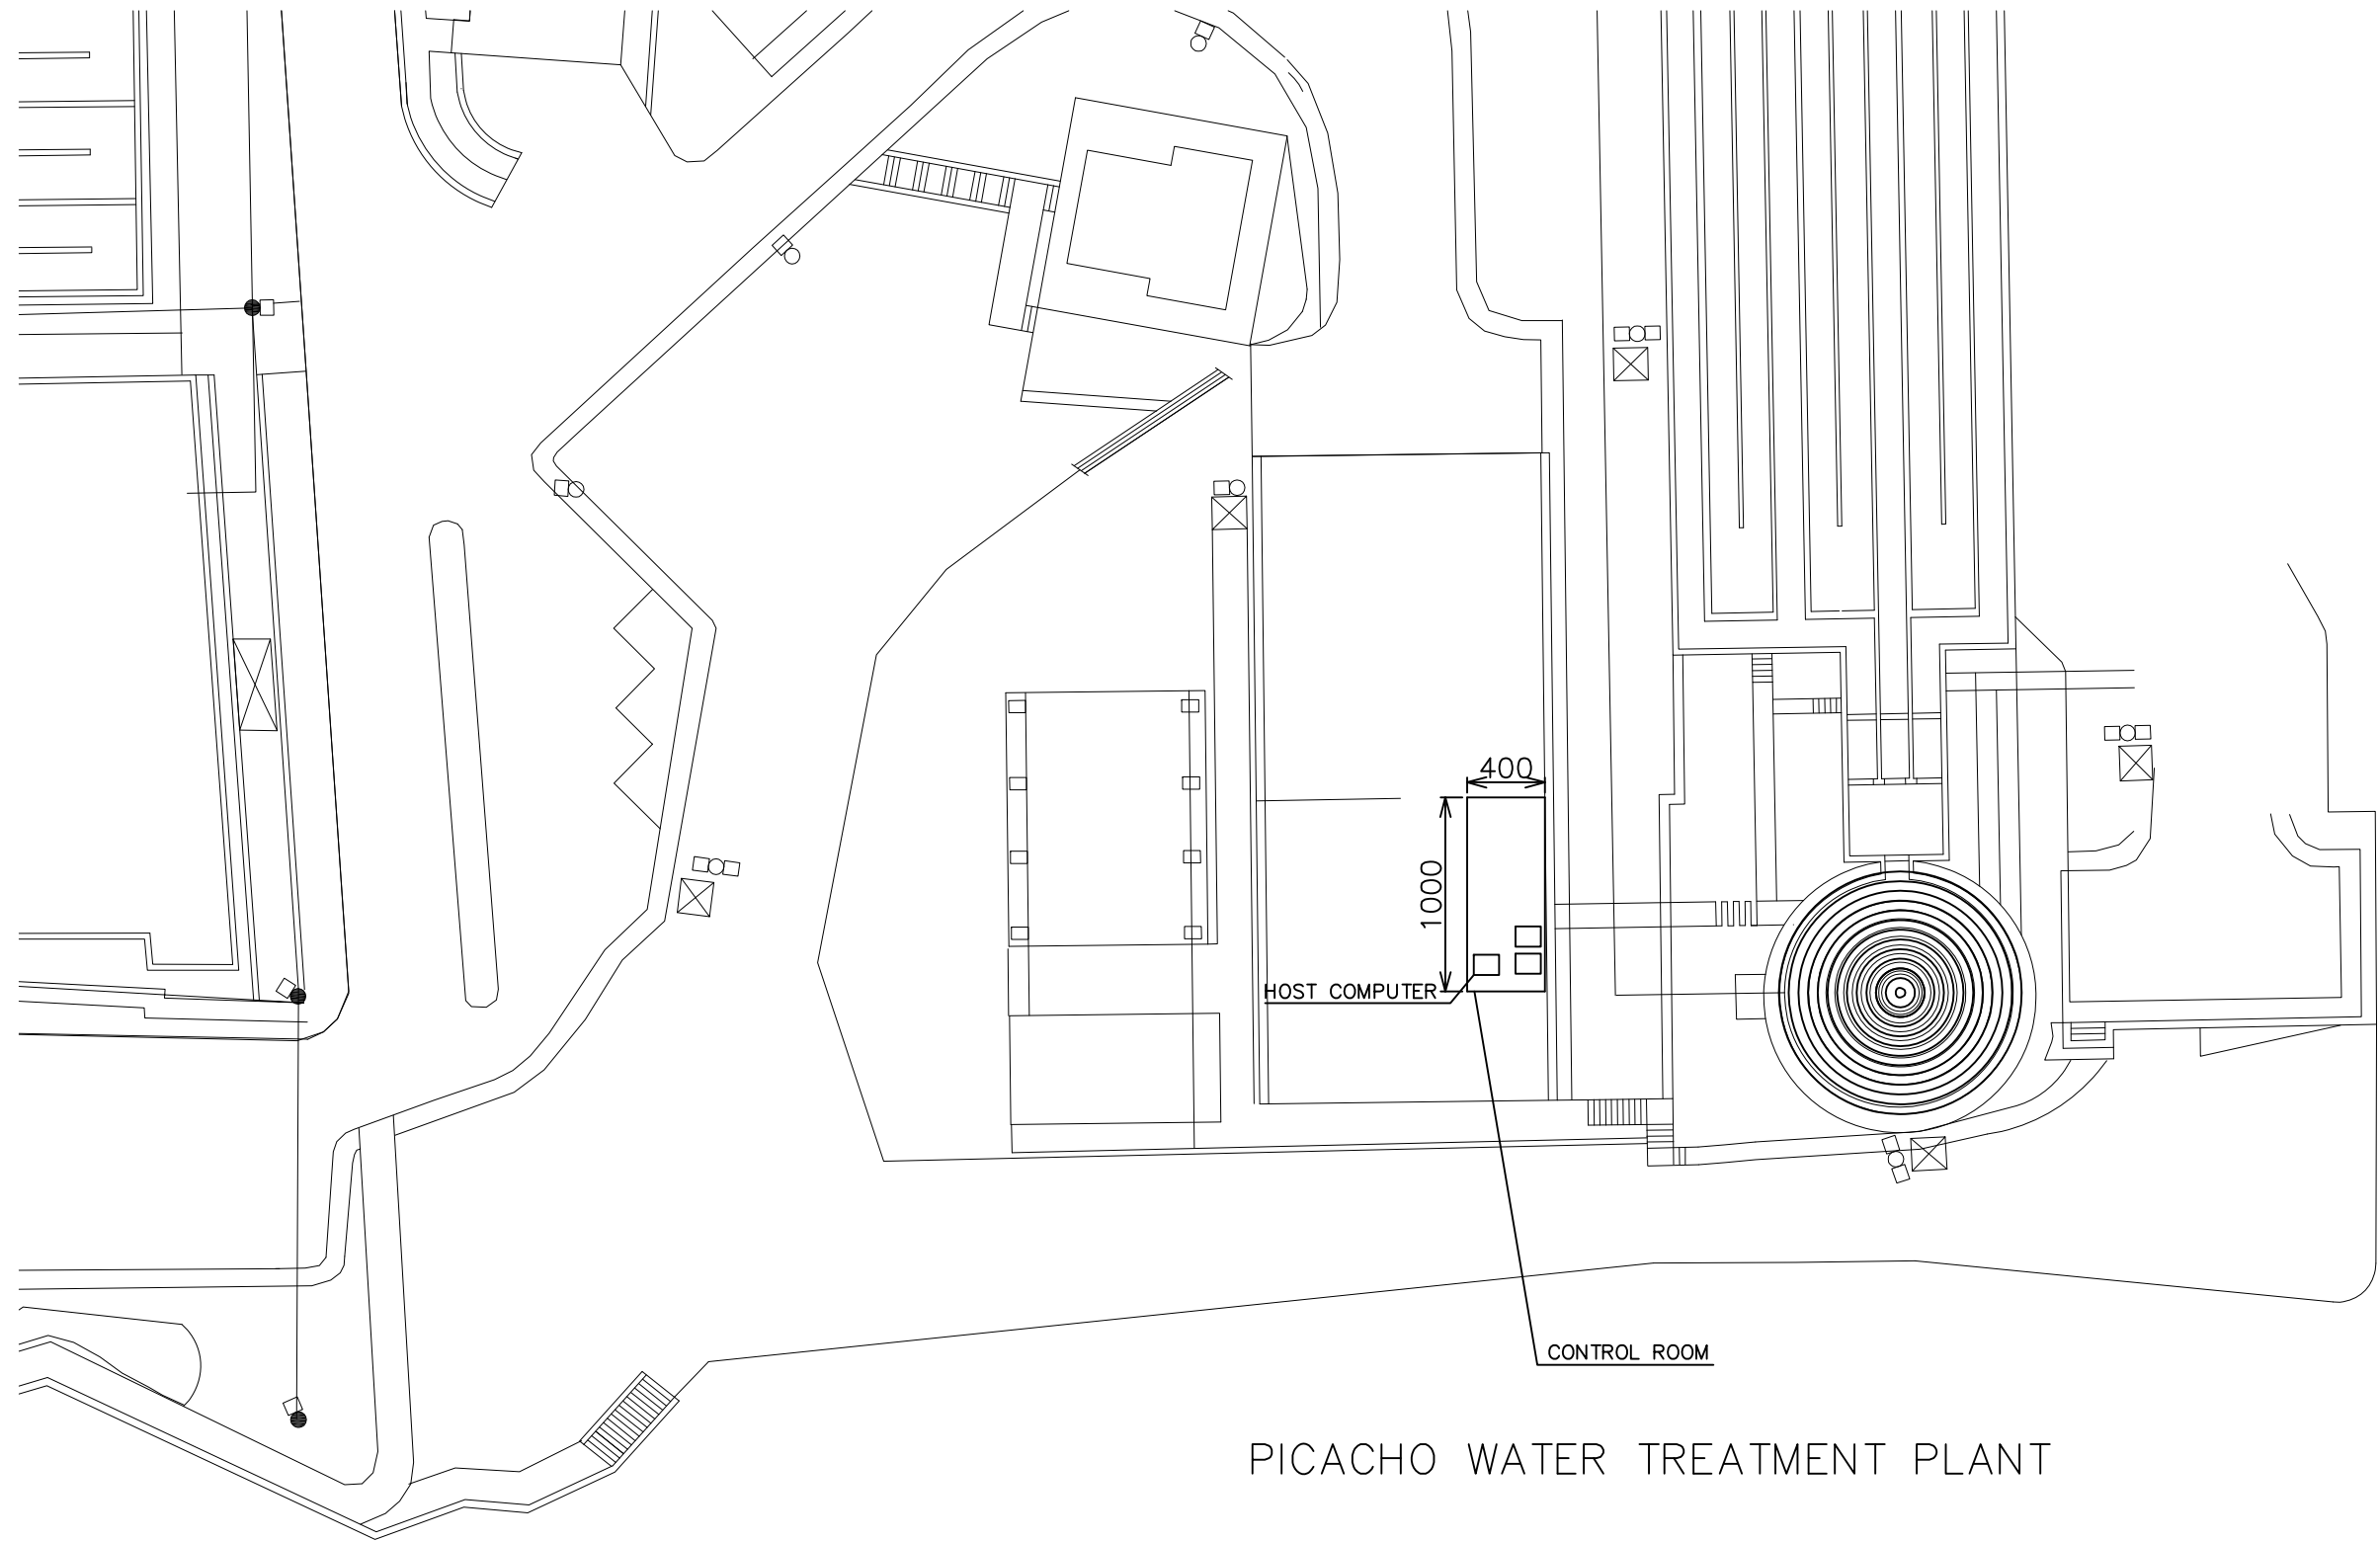 400
1000
HOST COMPUTER
CONTROL ROOM
PICACHO WATER TREATMENT PLANT